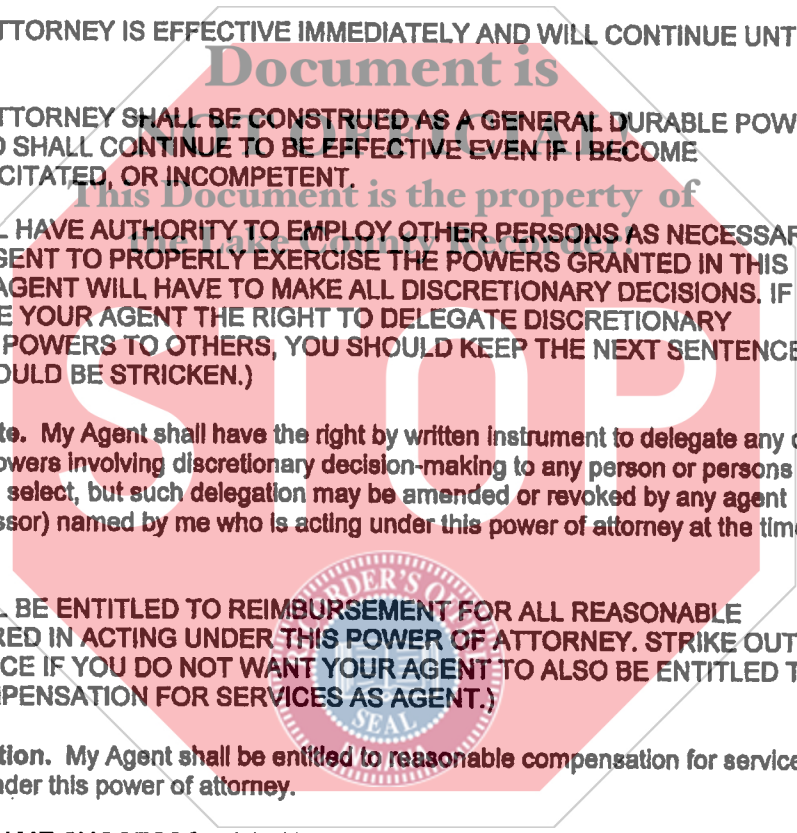 TTORNEY IS EFFECTIVE IMMEDIATELY AND WILL CONTINUE UNT
Document is
TTORNEY SHALL BE CONSTRUED AS A GENERAL DURABLE POW
NOT OFFICIAL!
SHALL CONTINUE TO BE EFFECTIVE EVEN IF I BECOME
CITATED, OR INCOMPETENT.
This Document is the property of
L HAVE AUTHORITY TO EMPLOY OTHER PERSONS AS NECESSAR
the Lake County Recorder!
GENT TO PROPERLY EXERCISE THE POWERS GRANTED IN THIS
AGENT WILL HAVE TO MAKE ALL DISCRETIONARY DECISIONS. IF
E YOUR AGENT THE RIGHT TO DELEGATE DISCRETIONARY
POWERS TO OTHERS, YOU SHOULD KEEP THE NEXT SENTENCE
OULD BE STRICKEN.)
STOP
te. My Agent shall have the right by written instrument to delegate any o
owers involving discretionary decision-making to any person or persons
select, but such delegation may be amended or revoked by any agent
ssor) named by me who is acting under this power of attorney at the time
L BE ENTITLED TO REIMBURSEMENT FOR ALL REASONABLE
RED IN ACTING UNDER THIS POWER OF ATTORNEY. STRIKE OUT
CE IF YOU DO NOT WANT YOUR AGENT TO ALSO BE ENTITLED T
PENSATION FOR SERVICES AS AGENT.)
SEAL
tion. My Agent shall be entitled to reasonable compensation for service
nder this power of attorney.